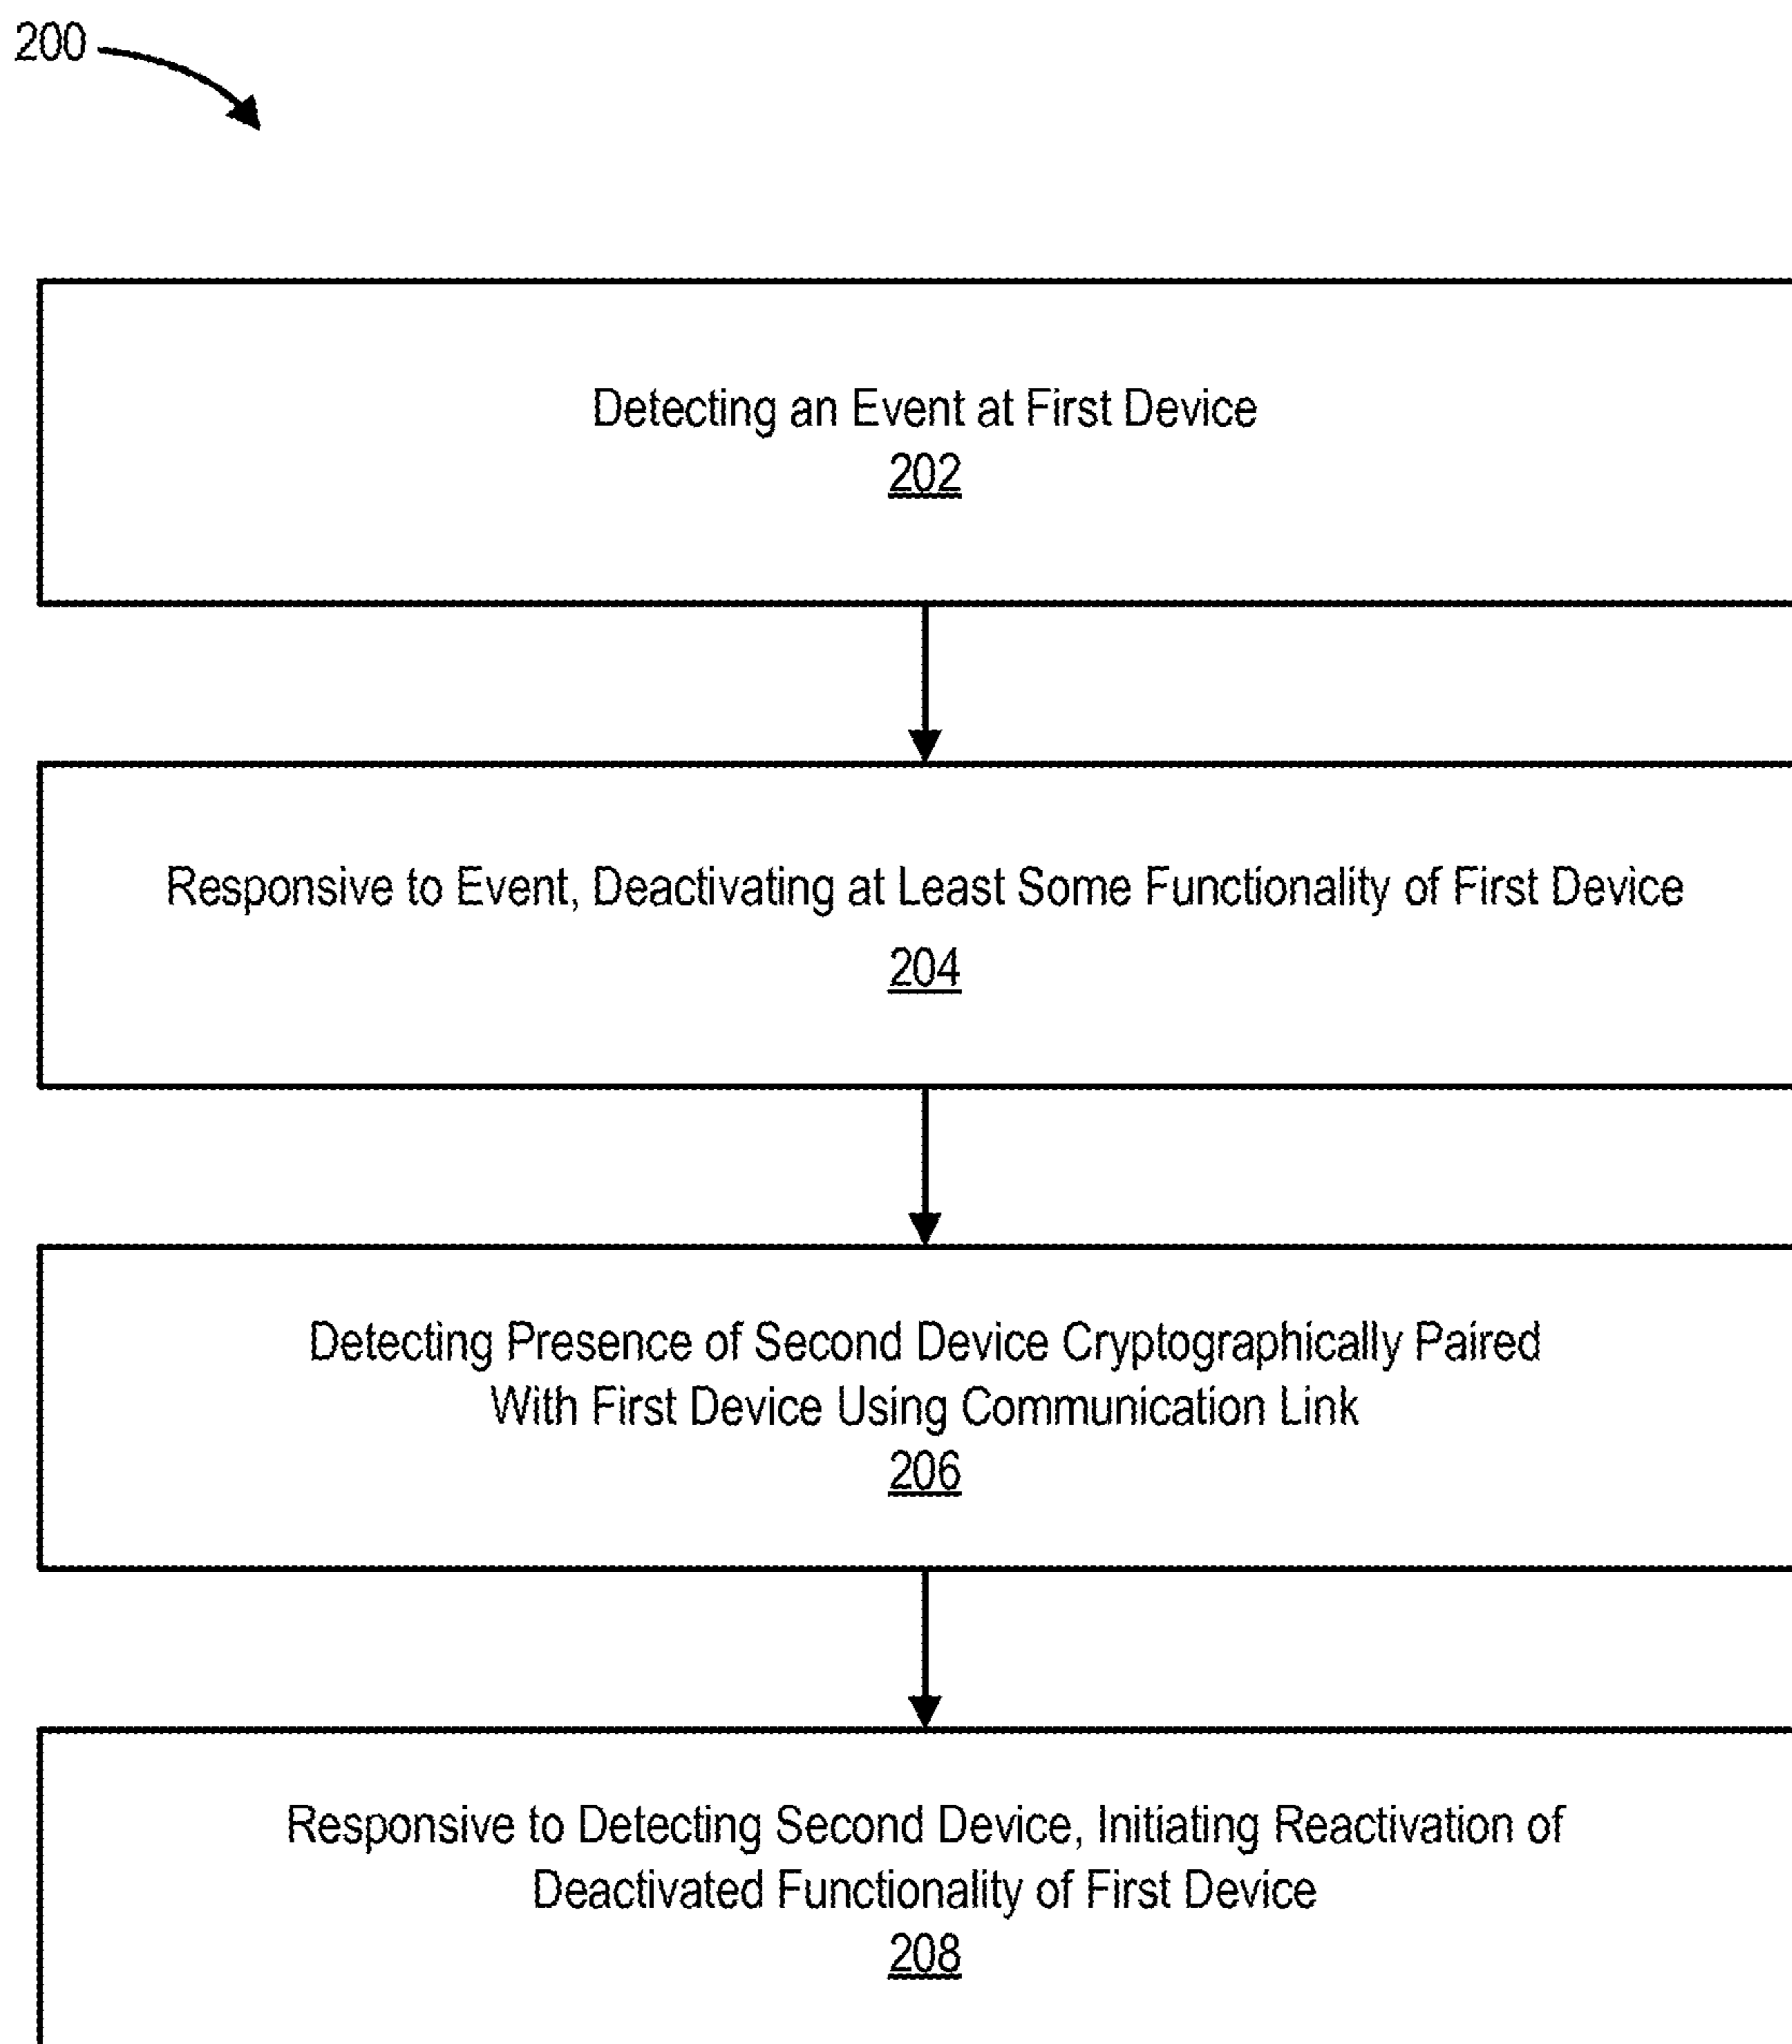 200
Detecting an Event at First Device
202
Responsive to Event, Deactivating at Least Some Functionality of First Device
204
Detecting Presence of Second Device Cryptographically Paired
With First Device Using Communication Link
206
Responsive to Detecting Second Device, Initiating Reactivation of
Deactivated Functionality of First Device
208